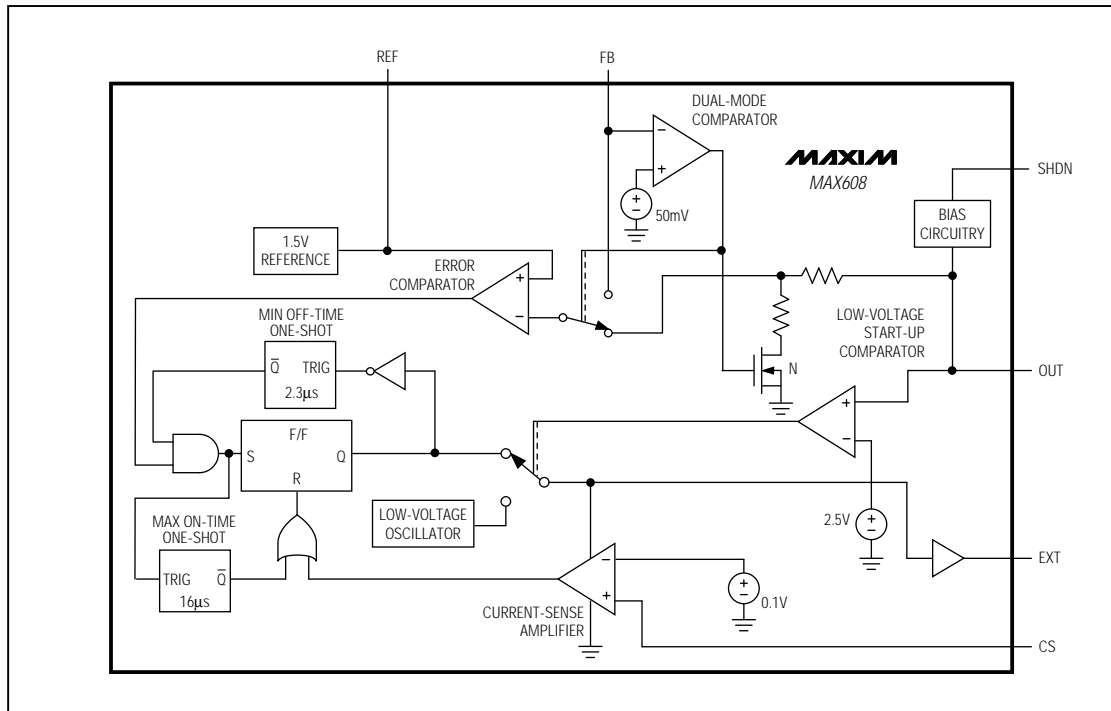 REF
FB
DUAL-MODE
COMPARATOR
MAXIM
MAX608
SHDN
−
+
+
−
50mV
BIAS
CIRCUITRY
1.5V
REFERENCE
ERROR
COMPARATOR
+
−
LOW-VOLTAGE
START-UP
COMPARATOR
MIN OFF-TIME
ONE-SHOT
Q̅
TRIG
2.3µs
N
OUT
+
−
F/F
S
Q
R
LOW-VOLTAGE
OSCILLATOR
2.5V
+
−
MAX ON-TIME
ONE-SHOT
TRIG
Q̅
16µs
−
+
EXT
+
−
0.1V
CURRENT-SENSE
AMPLIFIER
CS